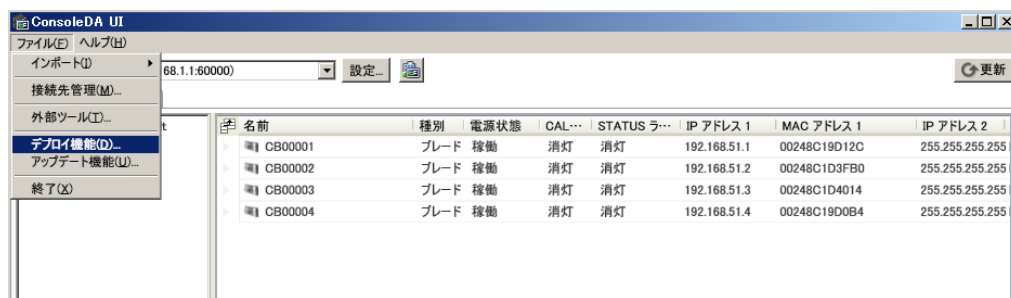 ConsoleDA UI
ファイル(F) ヘルプ(H)
インポート(I)
68.1.1:60000) 設定... 更新
接続先管理(M)...
外部ツール(T)...
t 名前 種別 電源状態 CAL… STATUS ラ… IP アドレス 1 MAC アドレス 1 IP アドレス 2
デプロイ機能(D)...
CB00001 ブレード 稼働 消灯 消灯 192.168.51.1 00248C19D12C 255.255.255.255
アップデート機能(U)...
CB00002 ブレード 稼働 消灯 消灯 192.168.51.2 00248C1D3FB0 255.255.255.255
終了(X)
CB00003 ブレード 稼働 消灯 消灯 192.168.51.3 00248C1D4014 255.255.255.255
CB00004 ブレード 稼働 消灯 消灯 192.168.51.4 00248C19D0B4 255.255.255.255